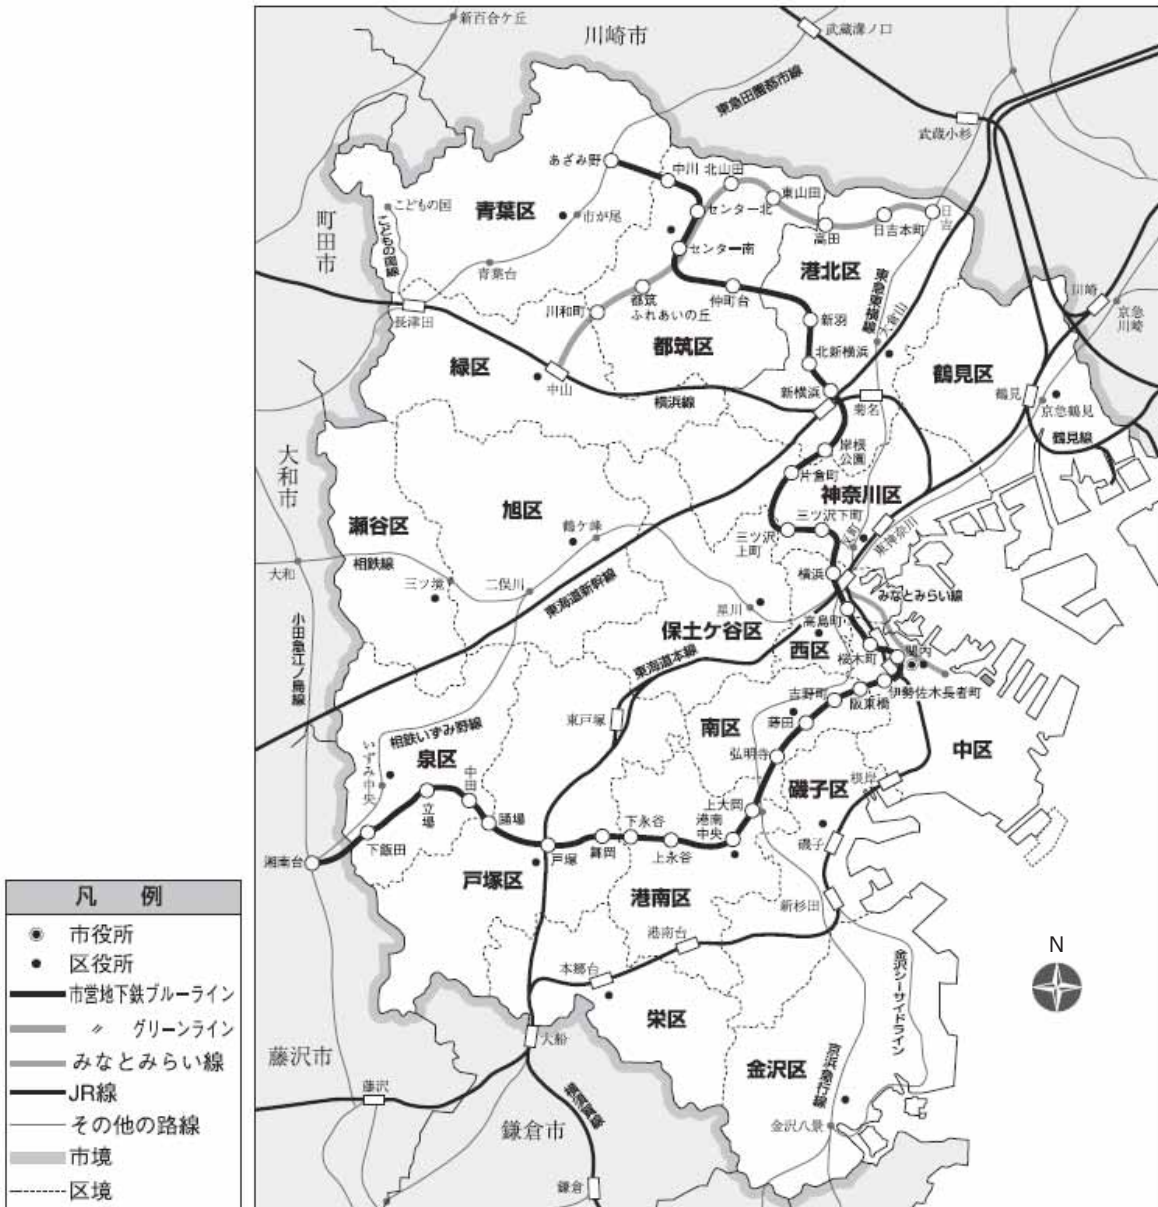 新百合ケ丘
川崎市
武蔵溝ノ口
東急田園都市線
武蔵小杉
あざみ野
中川
北山田
東山田
センター北
日吉
町田市
こどもの国
青葉区
市が尾
高田
日吉本町
こどもの国線
センター南
港北区
青葉台
東急東横線
大倉山
川崎
京急
川崎
長津田
川和町
都筑
ふれあいの丘
仲町台
新羽
都筑区
北新横浜
緑区
中山
横浜線
新横浜
菊名
鶴見区
鶴見
京急鶴見
鶴見線
大和市
岸根
公園
片倉町
神奈川区
瀬谷区
旭区
鶴ケ峰
三ツ沢下町
三ツ沢
上町
東神奈川
大和
相鉄線
三ツ境
二俣川
東海道新幹線
横浜
みなとみらい線
星川
高島町
小田急江ノ島線
保土ケ谷区
西区
桜木町
関内
東海道本線
伊勢佐木長者町
吉野町
阪東橋
東戸塚
南区
蒔田
中区
相鉄いずみ野線
泉区
いずみ中央
弘明寺
磯子区
根岸
中田
立場
踊場
上大岡
港南
中央
下永谷
湘南台
下飯田
戸塚
舞岡
上永谷
磯子
戸塚区
港南区
新杉田
港南台
本郷台
金沢シーサイドライン
N
栄区
大船
藤沢市
金沢区
京浜急行線
藤沢
横須賀線
鎌倉市
金沢八景
鎌倉
凡 例
市役所
区役所
市営地下鉄ブルーライン
〃 グリーンライン
みなとみらい線
JR線
その他の路線
市境
区境